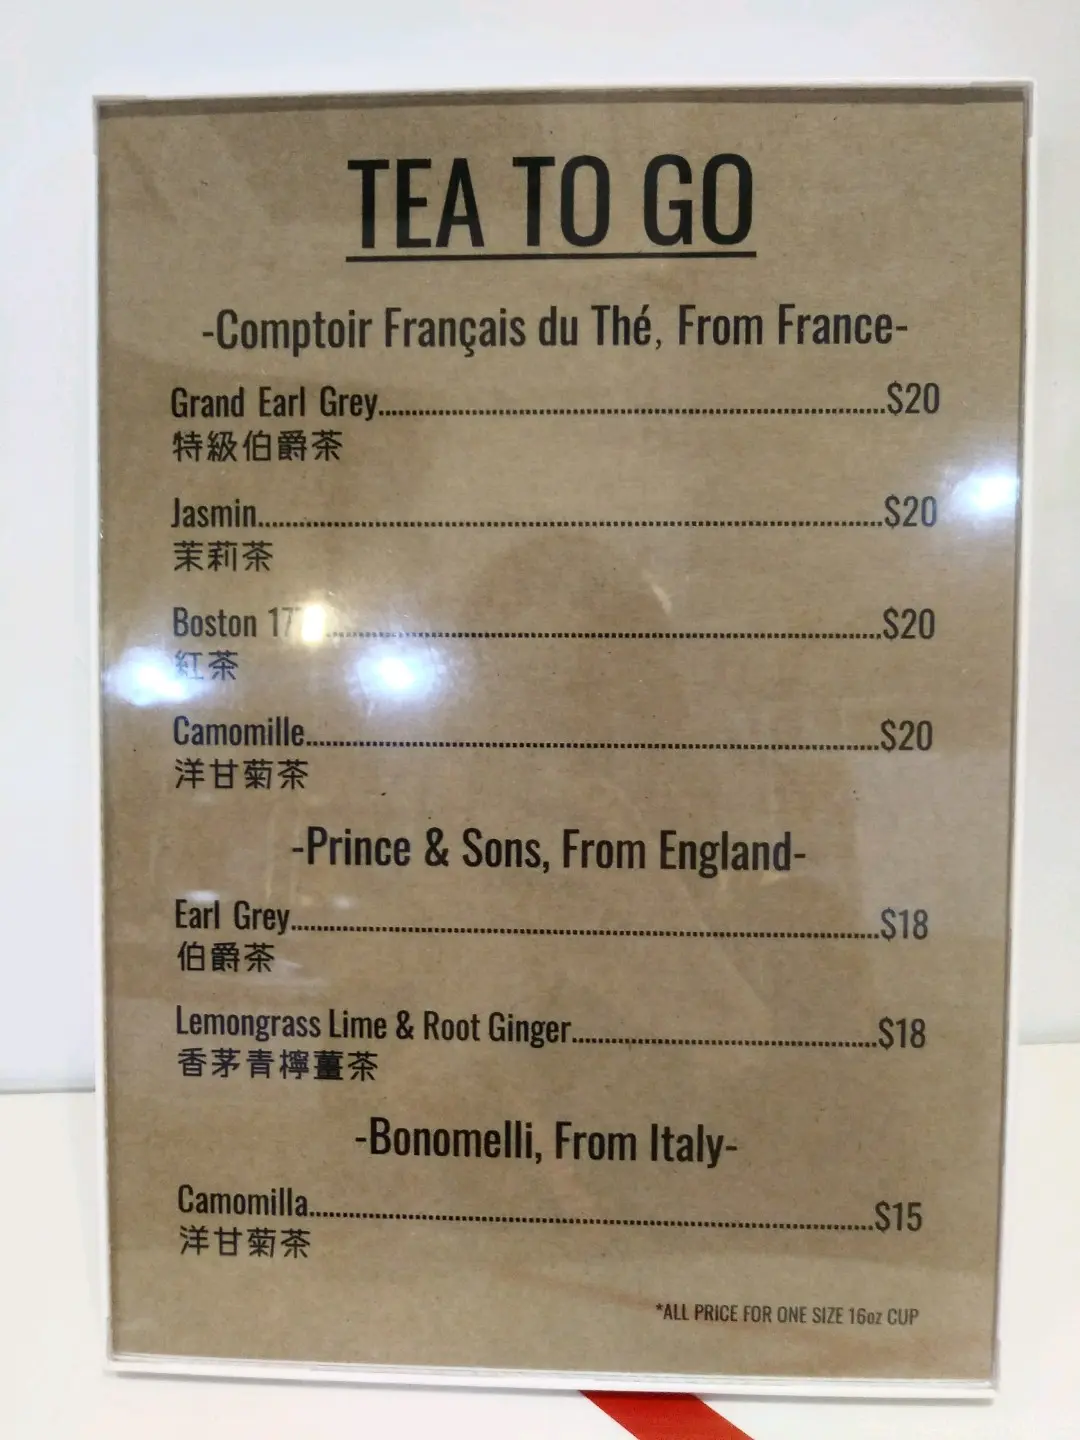 TEA TO GO
-Comptoir Français du Thé, From France-
Grand Earl Grey........................$20
特級伯爵茶
Jasmin........................$20
茉莉茶
Boston ........................$20
紅茶
Camomille........................$20
洋甘菊茶
-Prince & Sons, From England-
Earl Grey........................$18
伯爵茶
Lemongrass Lime & Root Ginger........................$18
香茅青檸薑茶
-Bonomelli, From Italy-
Camomilla........................$15
洋甘菊茶
*ALL PRICE FOR ONE SIZE 16oz CUP